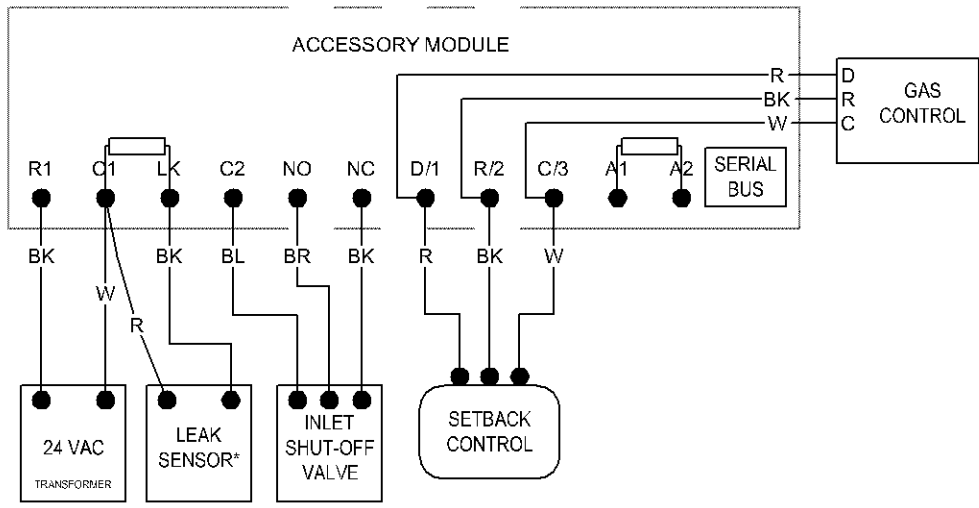 ACCESSORY MODULE
R D
BK R
W C
GAS
CONTROL
R1 C1 LK C2 NO NC D/1 R/2 C/3 A1 A2
SERIAL
BUS
BK BK BL BR BK R BK W
W
R
24 VAC
TRANSFORMER
LEAK
SENSOR*
INLET
SHUT-OFF
VALVE
SETBACK
CONTROL